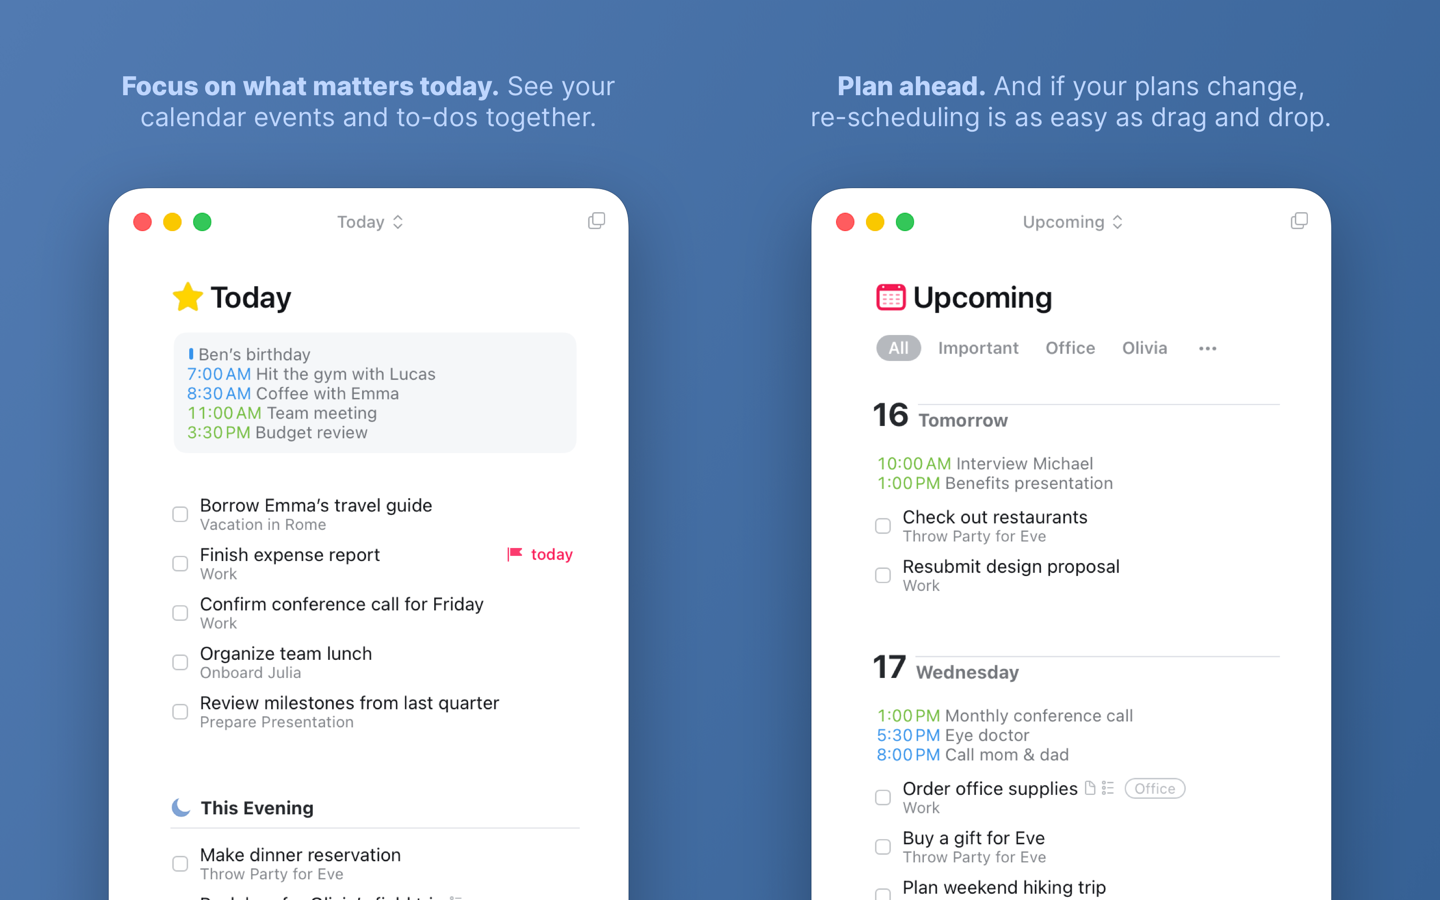 Focus on what matters today. See your
calendar events and to-dos together.
Today
Today
Ben's birthday
7:00 AM Hit the gym with Lucas
8:30 AM Coffee with Emma
11:00 AM Team meeting
3:30 PM Budget review
Borrow Emma's travel guide
Vacation in Rome
Finish expense report
today
Work
Confirm conference call for Friday
Work
Organize team lunch
Onboard Julia
Review milestones from last quarter
Prepare Presentation
This Evening
Make dinner reservation
Throw Party for Eve
Plan ahead. And if your plans change,
re-scheduling is as easy as drag and drop.
Upcoming
Upcoming
All Important Office Olivia •••
16 Tomorrow
10:00 AM Interview Michael
1:00 PM Benefits presentation
Check out restaurants
Throw Party for Eve
Resubmit design proposal
Work
17 Wednesday
1:00 PM Monthly conference call
5:30 PM Eye doctor
8:00 PM Call mom & dad
Order office supplies Office
Work
Buy a gift for Eve
Throw Party for Eve
Plan weekend hiking trip